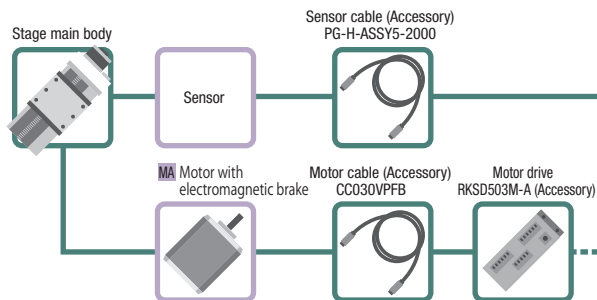 Sensor cable (Accessory)
PG-H-ASSY5-2000
Stage main body
Sensor
MA Motor with
electromagnetic brake
Motor cable (Accessory)
CC030VPFB
Motor drive
RKSD503M-A (Accessory)